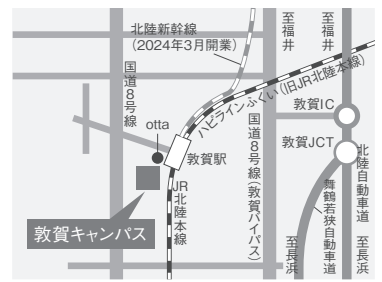 北陸新幹線
(2024年3月開業)
至福井
至福井
国道8号線
ハピラインふくい(旧JR北陸本線)
敦賀IC
otta
敦賀駅
敦賀JCT
国道8号線(敦賀バイパス)
北陸自動車道
舞鶴若狭自動車道
JR北陸本線
敦賀キャンパス
至長浜
至長浜